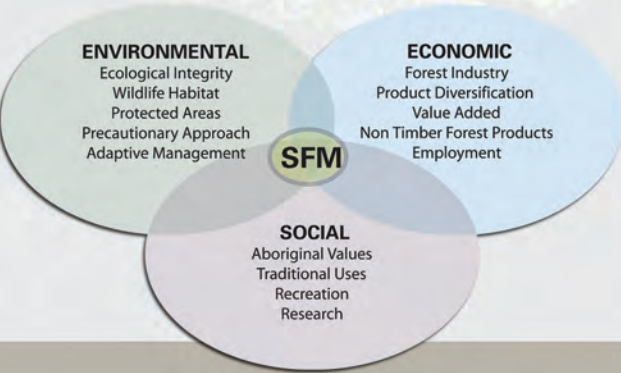 ENVIRONMENTAL
Ecological Integrity
Wildlife Habitat
Protected Areas
Precautionary Approach
Adaptive Management
ECONOMIC
Forest Industry
Product Diversification
Value Added
Non Timber Forest Products
Employment
SFM
SOCIAL
Aboriginal Values
Traditional Uses
Recreation
Research